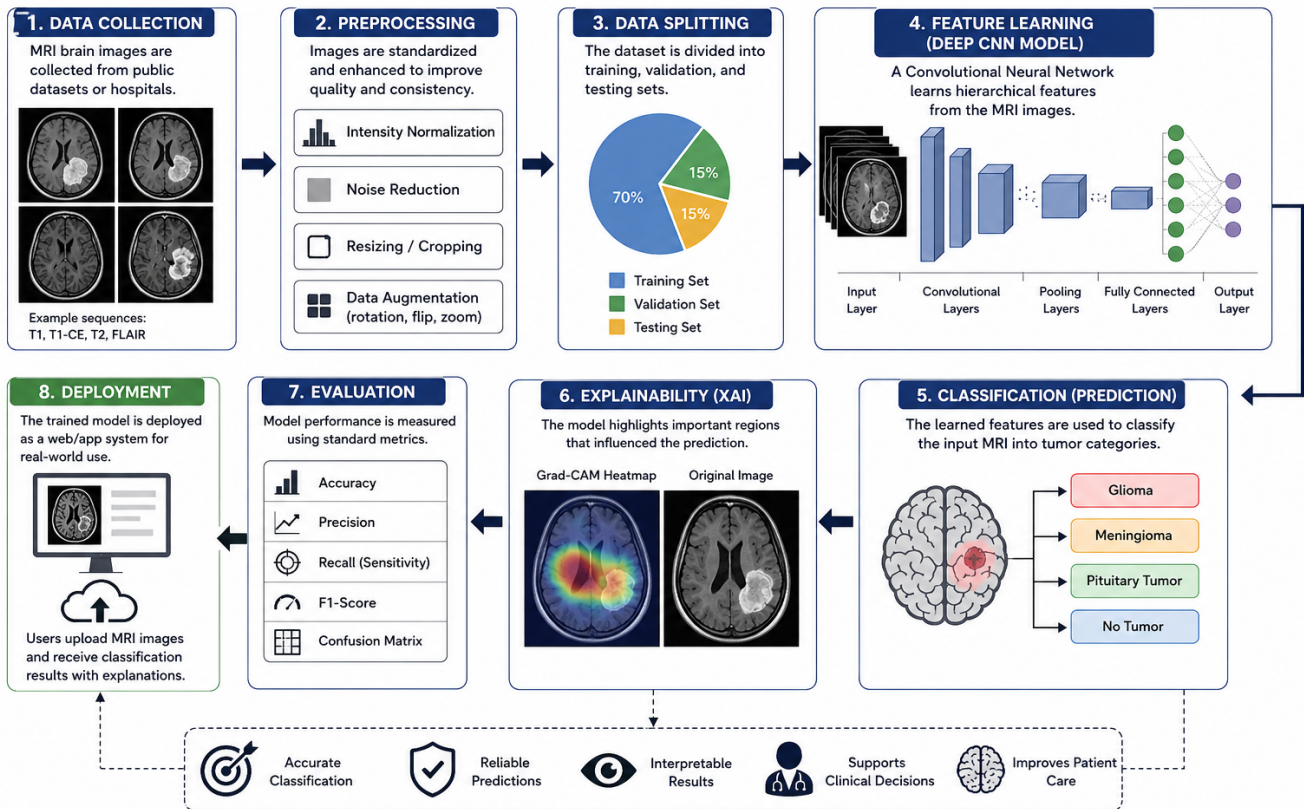 1. DATA COLLECTION
MRI brain images are
collected from public
datasets or hospitals.
Example sequences:
T1, T1-CE, T2, FLAIR
2. PREPROCESSING
Images are standardized
and enhanced to improve
quality and consistency.
Intensity Normalization
Noise Reduction
Resizing / Cropping
Data Augmentation
(rotation, flip, zoom)
3. DATA SPLITTING
The dataset is divided into
training, validation, and
testing sets.
70%
15%
15%
Training Set
Validation Set
Testing Set
4. FEATURE LEARNING
(DEEP CNN MODEL)
A Convolutional Neural Network
learns hierarchical features
from the MRI images.
Input
Layer
Convolutional
Layers
Pooling
Layers
Fully Connected
Layers
Output
Layer
5. CLASSIFICATION (PREDICTION)
The learned features are used to classify
the input MRI into tumor categories.
Glioma
Meningioma
Pituitary Tumor
No Tumor
6. EXPLAINABILITY (XAI)
The model highlights important regions
that influenced the prediction.
Grad-CAM Heatmap
Original Image
7. EVALUATION
Model performance is measured
using standard metrics.
Accuracy
Precision
Recall (Sensitivity)
F1-Score
Confusion Matrix
8. DEPLOYMENT
The trained model is deployed
as a web/app system for
real-world use.
Users upload MRI images
and receive classification
results with explanations.
Accurate
Classification
Reliable
Predictions
Interpretable
Results
Supports
Clinical Decisions
Improves Patient
Care